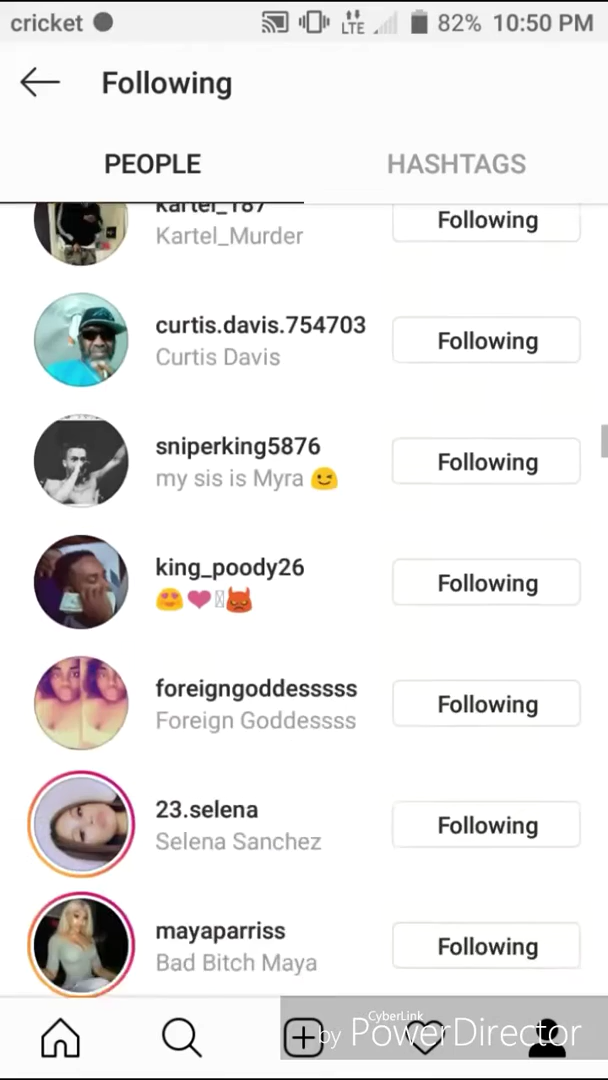 cricket LTE 82% 10:50 PM
Following
PEOPLE HASHTAGS
kartel_187
Kartel_Murder
Following
curtis.davis.754703
Curtis Davis
Following
sniperking5876
my sis is Myra 😉
Following
king_poody26
😍❤️👿
Following
foreigngoddesssss
Foreign Goddessss
Following
23.selena
Selena Sanchez
Following
mayaparriss
Bad Bitch Maya
Following
CyberLink
by PowerDirector